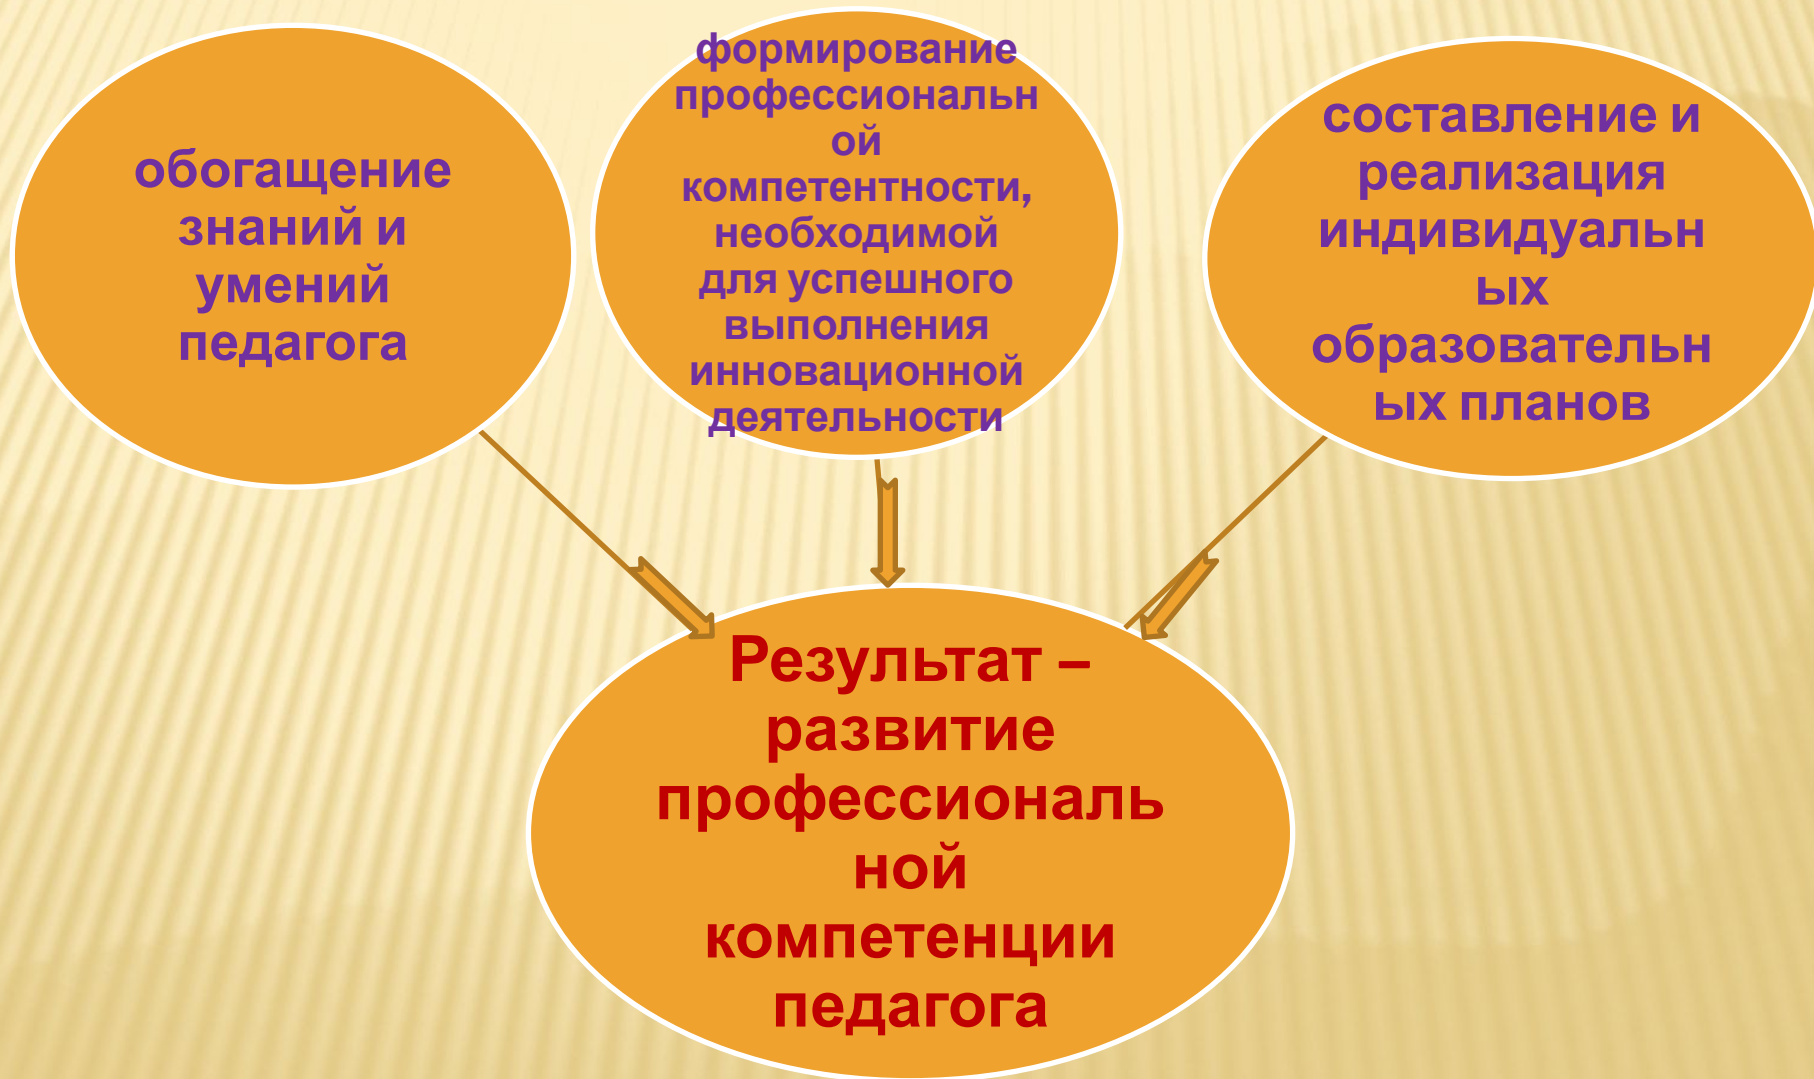 обогащение
знаний и
умений
педагога
формирование
профессиональн
ой
компетентности,
необходимой
для успешного
выполнения
инновационной
деятельности
составление и
реализация
индивидуальн
ых
образовательн
ых планов
Результат –
развитие
профессиональ
ной
компетенции
педагога